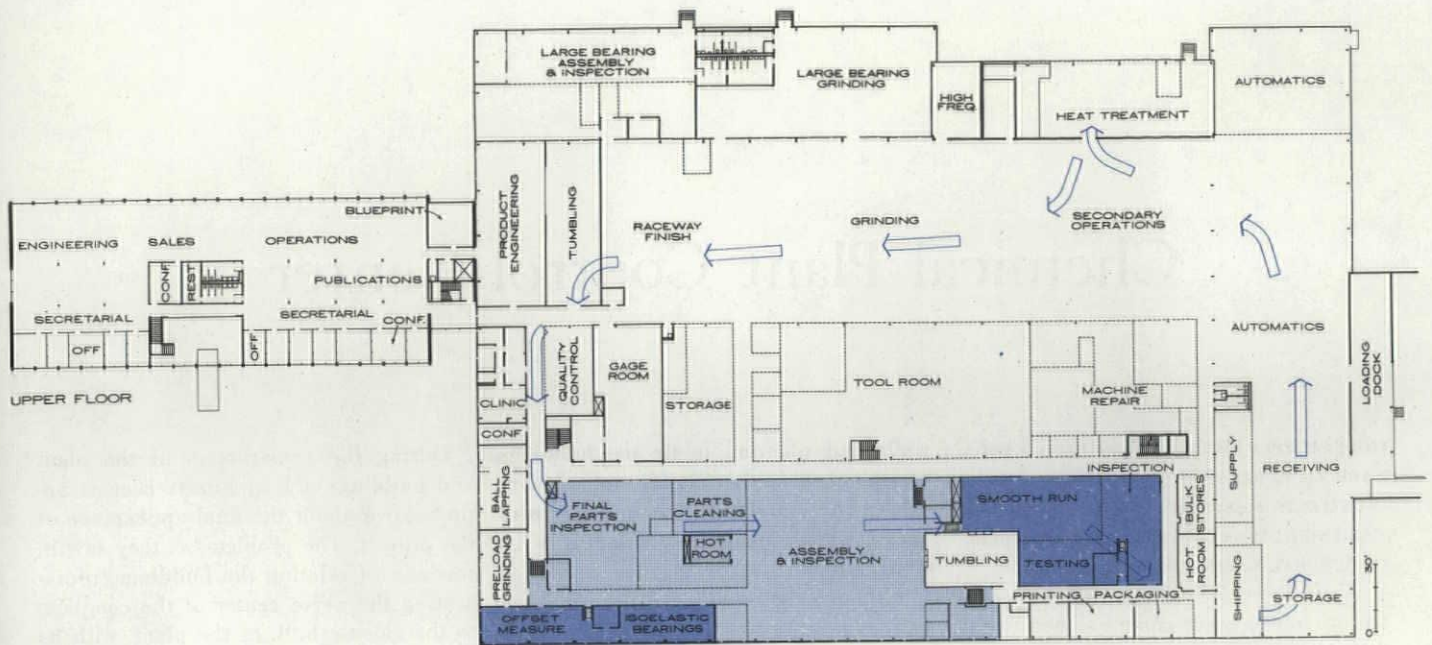 LARGE BEARING
ASSEMBLY
& INSPECTION
LARGE BEARING
GRINDING
HIGH
FREQ.
HEAT TREATMENT
AUTOMATICS
BLUEPRINT
ENGINEERING
SALES
OPERATIONS
CONF.
REST
PUBLICATIONS
SECRETARIAL
SECRETARIAL
CONF.
OFF
OFF
UPPER FLOOR
PRODUCT
ENGINEERING
TUMBLING
RACEWAY
FINISH
GRINDING
SECONDARY
OPERATIONS
AUTOMATICS
LOADING
DOCK
QUALITY
CONTROL
GAGE
ROOM
STORAGE
TOOL ROOM
MACHINE
REPAIR
CLINIC
CONF
INSPECTION
SUPPLY
RECEIVING
BALL
LAPPING
PRELOAD
GRINDING
FINAL
PARTS
INSPECTION
PARTS
CLEANING
HOT
ROOM
ASSEMBLY
& INSPECTION
SMOOTH RUN
TUMBLING
TESTING
BULK
STORES
HOT
ROOM
PRINTING
PACKAGING
SHIPPING
STORAGE
OFFSET
MEASURE
ISOELASTIC
BEARINGS
30'
0